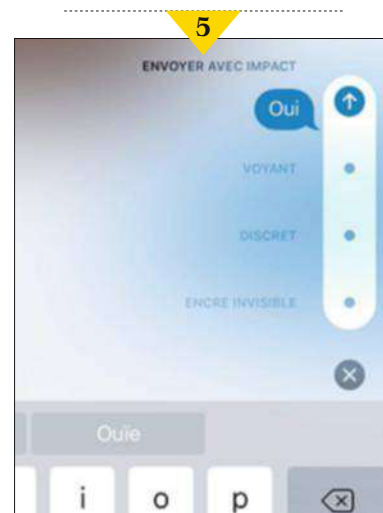 5
ENVOYER AVEC IMPACT
Oui
VOYANT
DISCRET
ENCRE INVISIBLE
Ouïe
i o p